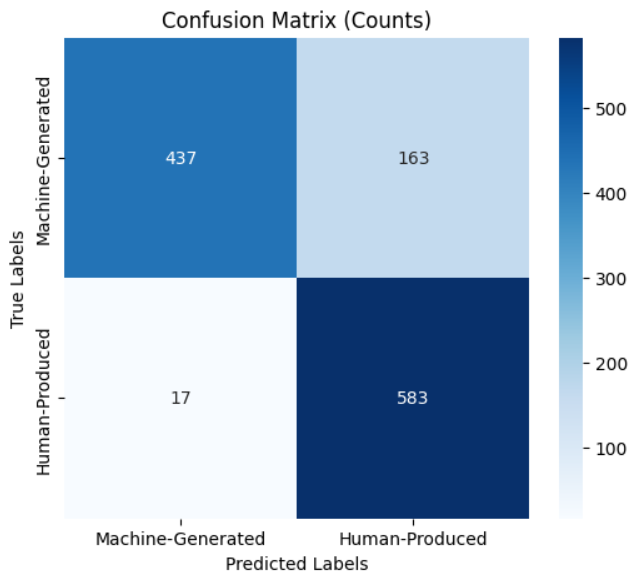 Confusion Matrix (Counts)
True Labels
Machine-Generated
Human-Produced
437
163
17
583
Machine-Generated
Human-Produced
Predicted Labels
500
400
300
200
100